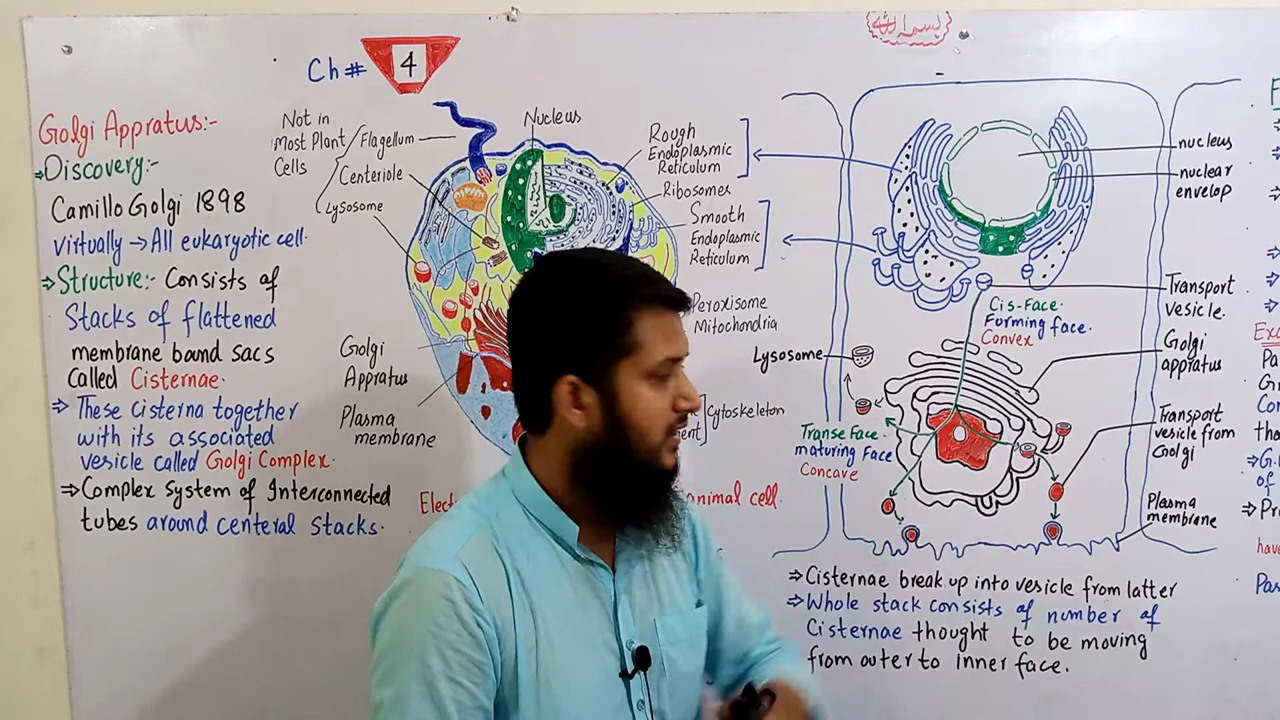 Ch # 4
Golgi Appratus:-
⇒Discovery:-
Camillo Golgi 1898
Virtually → All eukaryotic cell.
⇒Structure:- Consists of
Stacks of flattened
membrane bound sacs
called Cisternae.
⇒ These cisterna together
with its associated
vesicle called Golgi Complex.
⇒ Complex System of Interconnected
tubes around centeral stacks.
Not in
most Plant
Cells
Flagellum
Centeriole
Lysosome
Golgi
Appratus
Plasma
membrane
Nucleus
Rough
Endoplasmic
Reticulum
Ribosomes
Smooth
Endoplasmic
Reticulum
Peroxisome
Mitochondria
Cytoskeleton
animal cell.
nucleus
nuclear
envelop
Transport
vesicle.
Cis-Face.
Forming face.
Convex
Golgi
appratus
Lysosome
Transe Face.
maturing Face
Concave
Transport
vesicle from
Golgi
Plasma
membrane
⇒ Cisternae break up into vesicle from latter
⇒ Whole stack consists of number of
Cisternae thought to be moving
from outer to inner face.